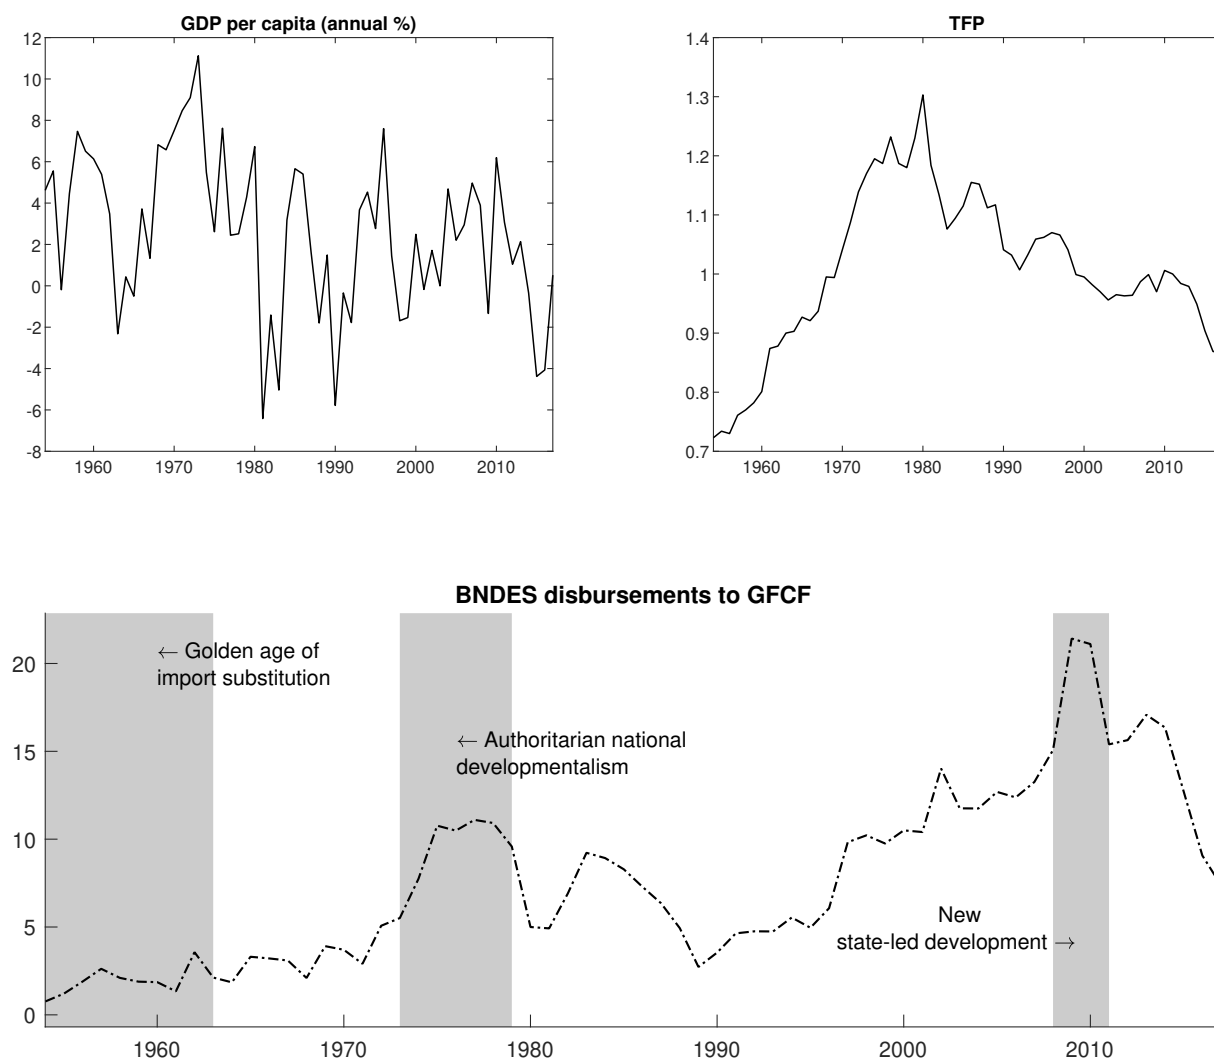 GDP per capita (annual %)
12
10
8
6
4
2
0
-2
-4
-6
-8
1960 1970 1980 1990 2000 2010
TFP
1.4
1.3
1.2
1.1
1
0.9
0.8
0.7
1960 1970 1980 1990 2000 2010
BNDES disbursements to GFCF
20
15
10
5
0
← Golden age of
import substitution
← Authoritarian national
developmentalism
New
state-led development →
1960 1970 1980 1990 2000 2010